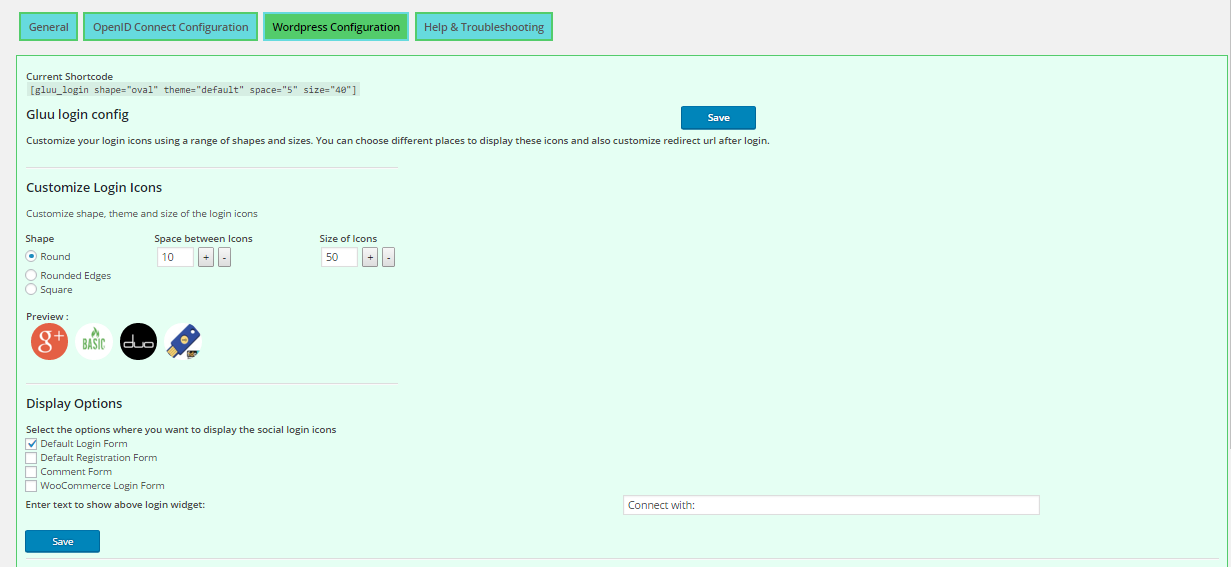 General OpenID Connect Configuration Wordpress Configuration Help & Troubleshooting
Current Shortcode
[gluu_login shape="oval" theme="default" space="5" size="40"]
Gluu login config Save
Customize your login icons using a range of shapes and sizes. You can choose different places to display these icons and also customize redirect url after login.
Customize Login Icons
Customize shape, theme and size of the login icons
Shape Space between Icons Size of Icons
Round 10 + - 50 + -
Rounded Edges
Square
Preview :
g+ BASIC duo
Display Options
Select the options where you want to display the social login icons
Default Login Form
Default Registration Form
Comment Form
WooCommerce Login Form
Enter text to show above login widget: Connect with:
Save